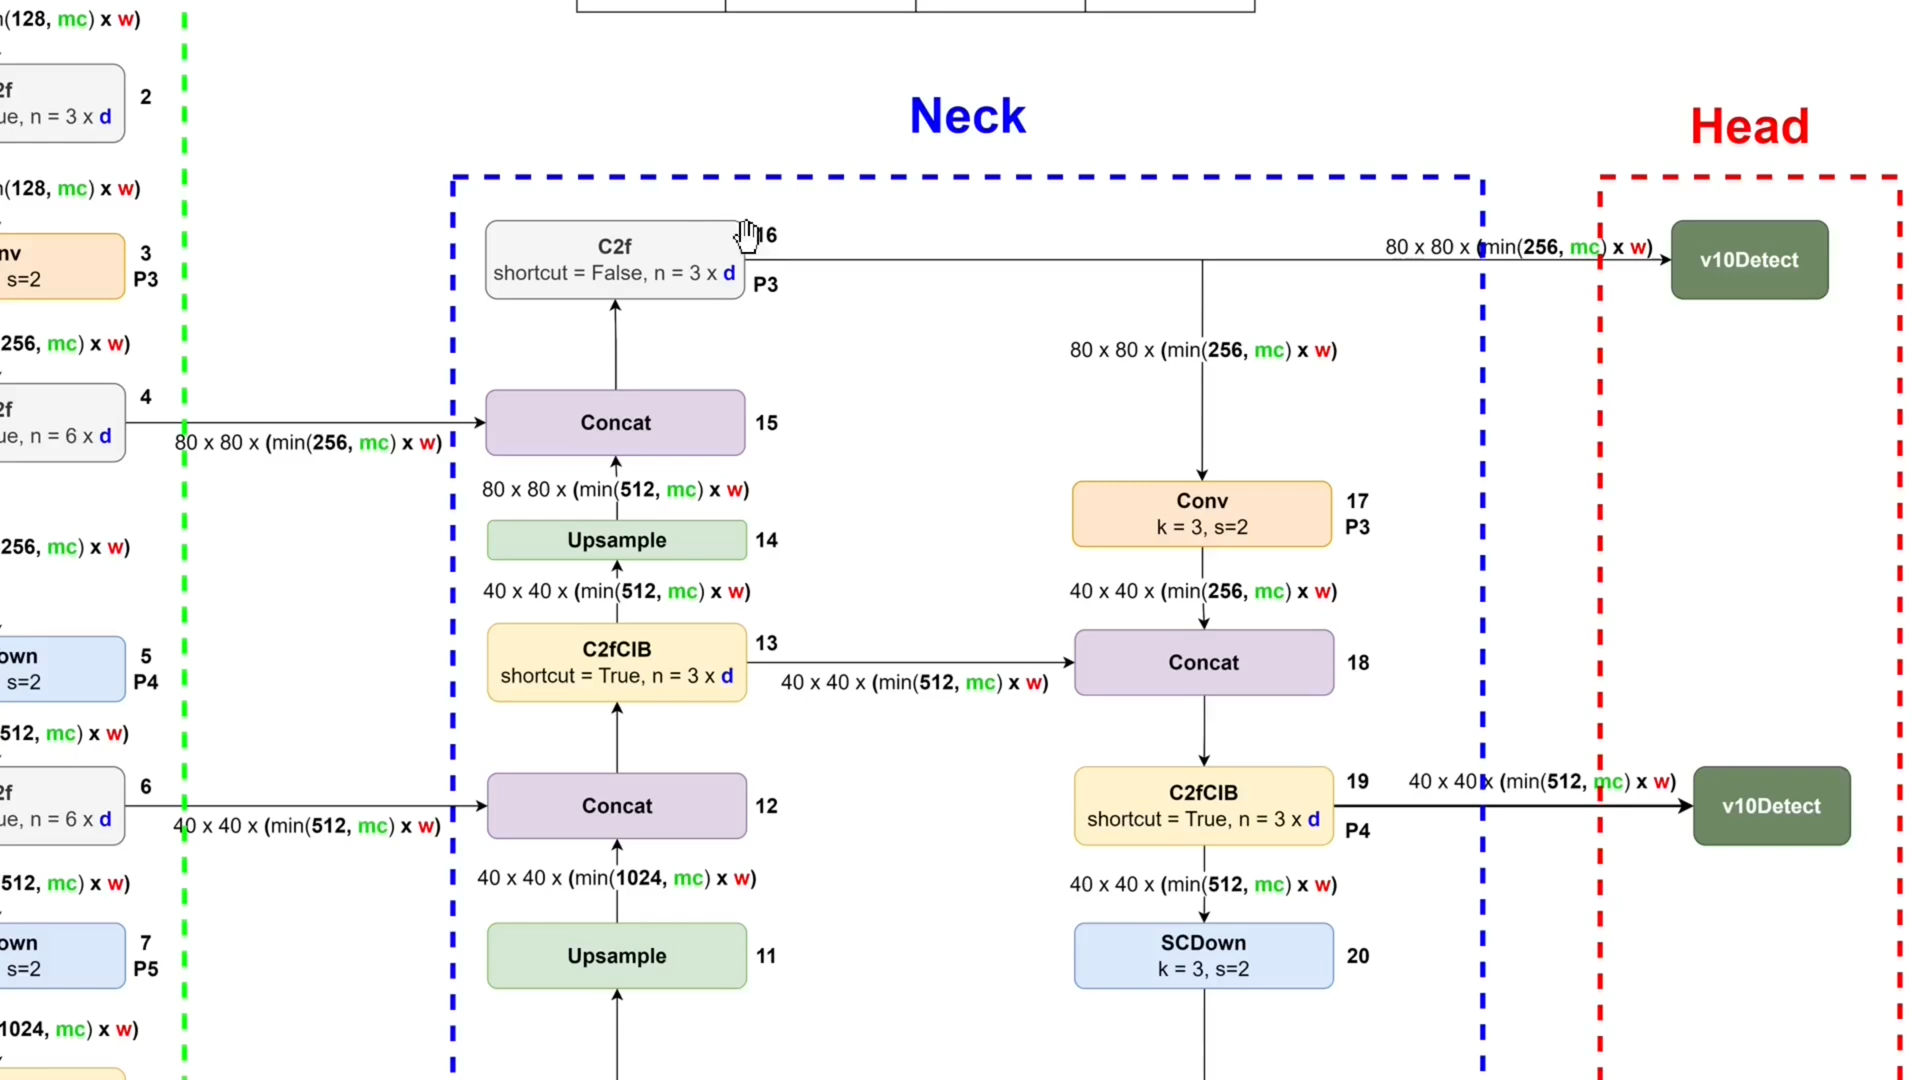 (128, mc) x w)
2f
ue, n = 3 x d
2
(128, mc) x w)
nv
s=2
3
P3
256, mc) x w)
2f
ue, n = 6 x d
4
80 x 80 x (min(256, mc) x w)
256, mc) x w)
own
s=2
5
P4
512, mc) x w)
2f
ue, n = 6 x d
6
40 x 40 x (min(512, mc) x w)
512, mc) x w)
own
s=2
7
P5
1024, mc) x w)
Neck
C2f
shortcut = False, n = 3 x d
16
P3
Concat
15
80 x 80 x (min(512, mc) x w)
Upsample
14
40 x 40 x (min(512, mc) x w)
C2fCIB
shortcut = True, n = 3 x d
13
40 x 40 x (min(512, mc) x w)
Concat
12
40 x 40 x (min(1024, mc) x w)
Upsample
11
80 x 80 x (min(256, mc) x w)
80 x 80 x (min(256, mc) x w)
Conv
k = 3, s=2
17
P3
40 x 40 x (min(256, mc) x w)
Concat
18
C2fCIB
shortcut = True, n = 3 x d
19
P4
40 x 40 x (min(512, mc) x w)
40 x 40 x (min(512, mc) x w)
SCDown
k = 3, s=2
20
Head
v10Detect
v10Detect